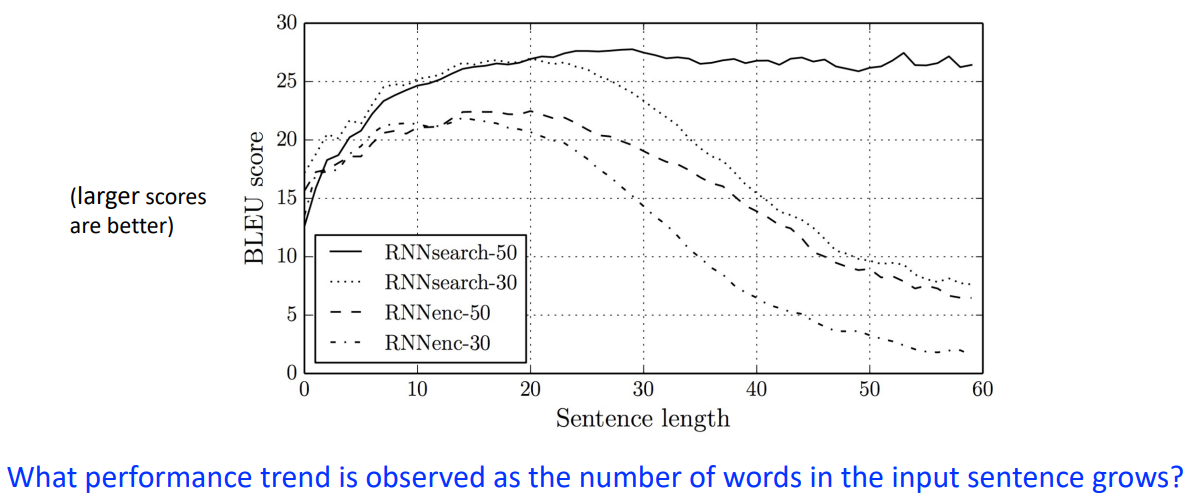 30
25
20
15
10
5
0
BLEU score
(larger scores
are better)
RNNsearch-50
RNNsearch-30
RNNenc-50
RNNenc-30
0 10 20 30 40 50 60
Sentence length
What performance trend is observed as the number of words in the input sentence grows?